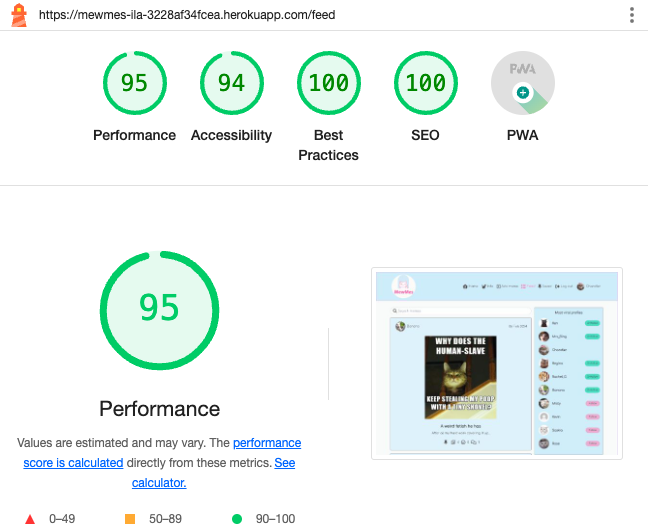 https://mewmes-ila-3228af34fcea.herokuapp.com/feed
95
94
100
100
PWA
Performance
Accessibility
Best
Practices
SEO
PWA
95
Performance
Values are estimated and may vary. The performance
score is calculated directly from these metrics. See
calculator.
0–49
50–89
90–100
MewMes
WHY DOES THE
HUMAN-SLAVE
KEEP STEALING MY POOP
WITH A TINY SHOVEL?